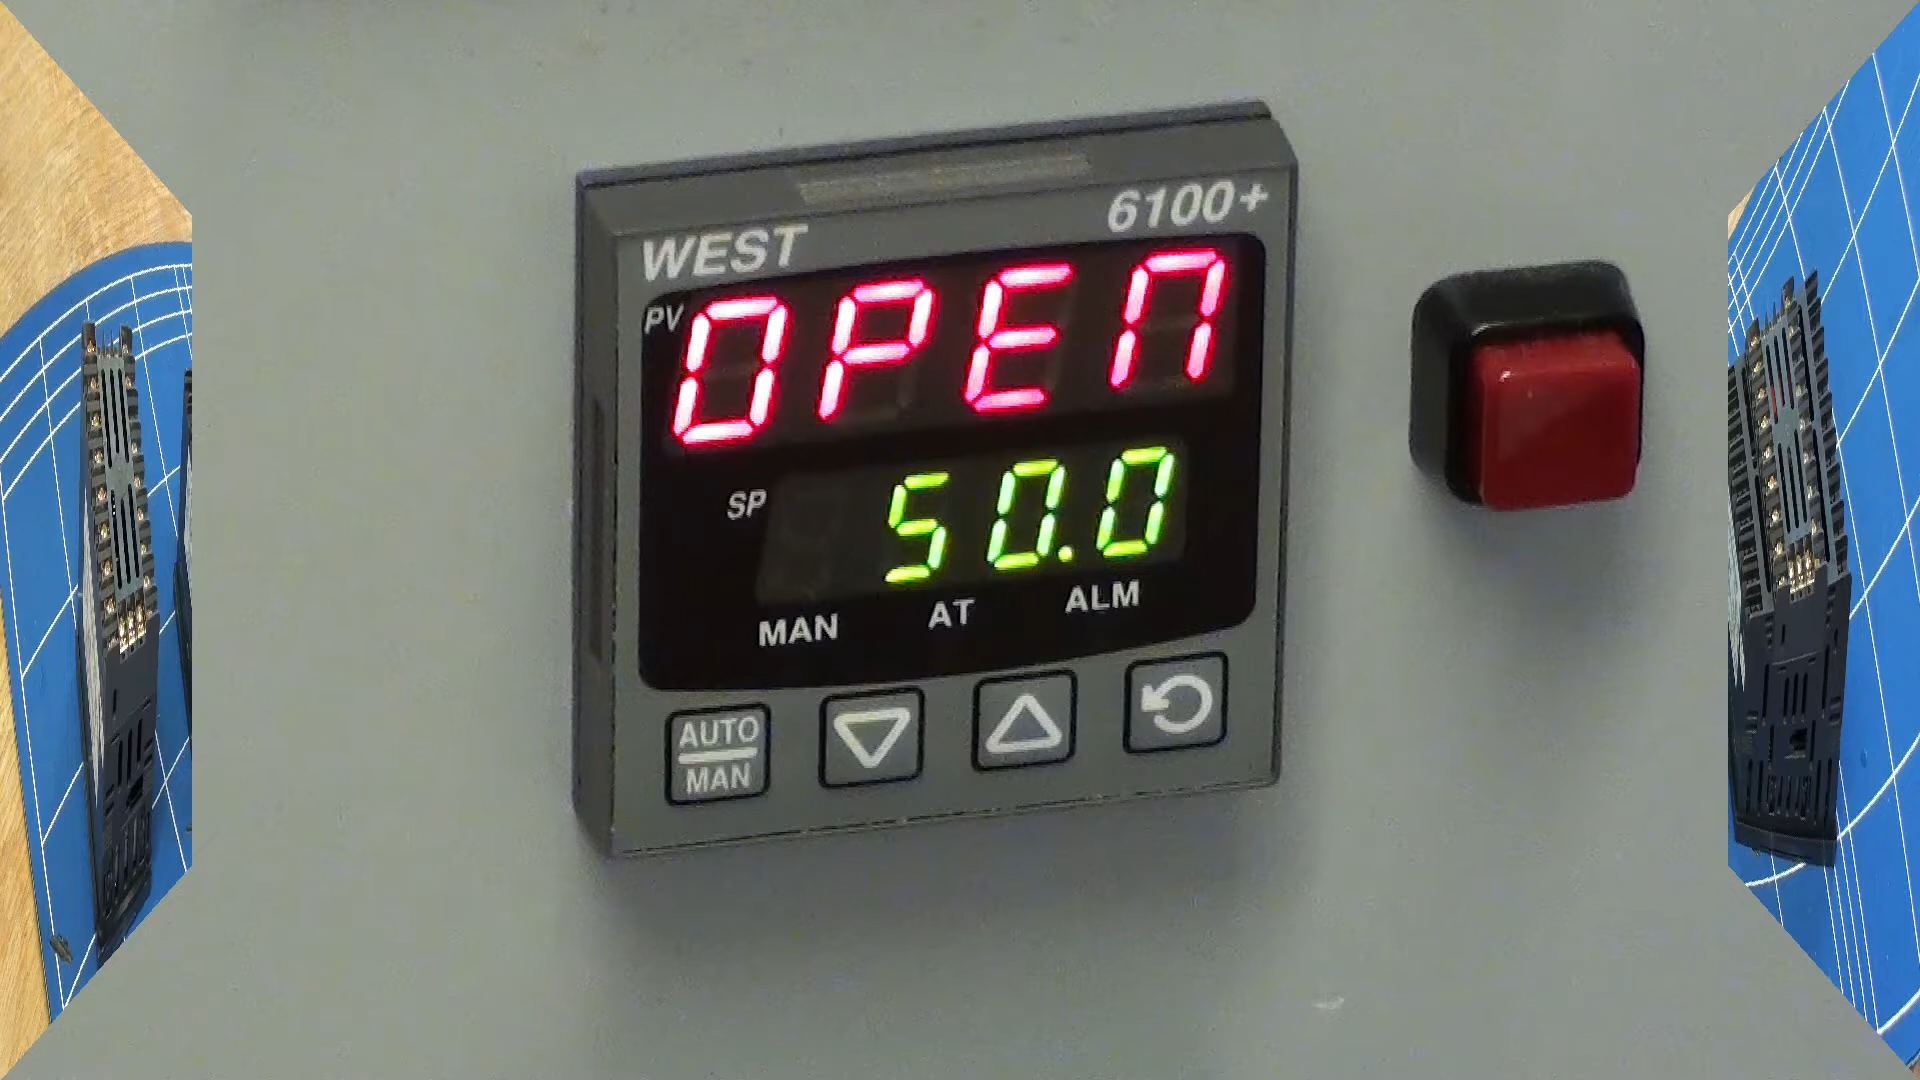 WEST 6100+
PV OPEN
SP 50.0
MAN AT ALM
AUTO
MAN